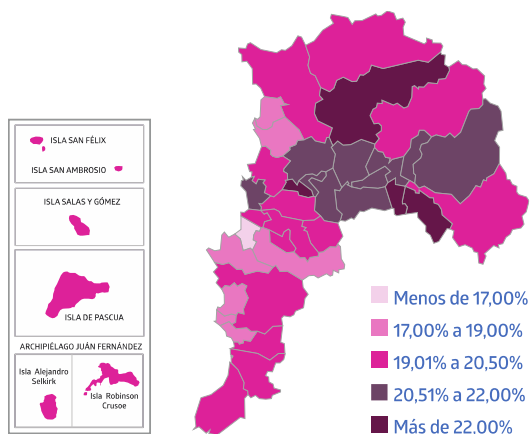 ISLA SAN FÉLIX
ISLA SAN AMBROSIO
ISLA SALAS Y GÓMEZ
ISLA DE PASCUA
ARCHIPIÉLAGO JUÁN FERNÁNDEZ
Isla Alejandro
Selkirk
Isla Robinson
Crusoe
Menos de 17,00%
17,00% a 19,00%
19,01% a 20,50%
20,51% a 22,00%
Más de 22.00%